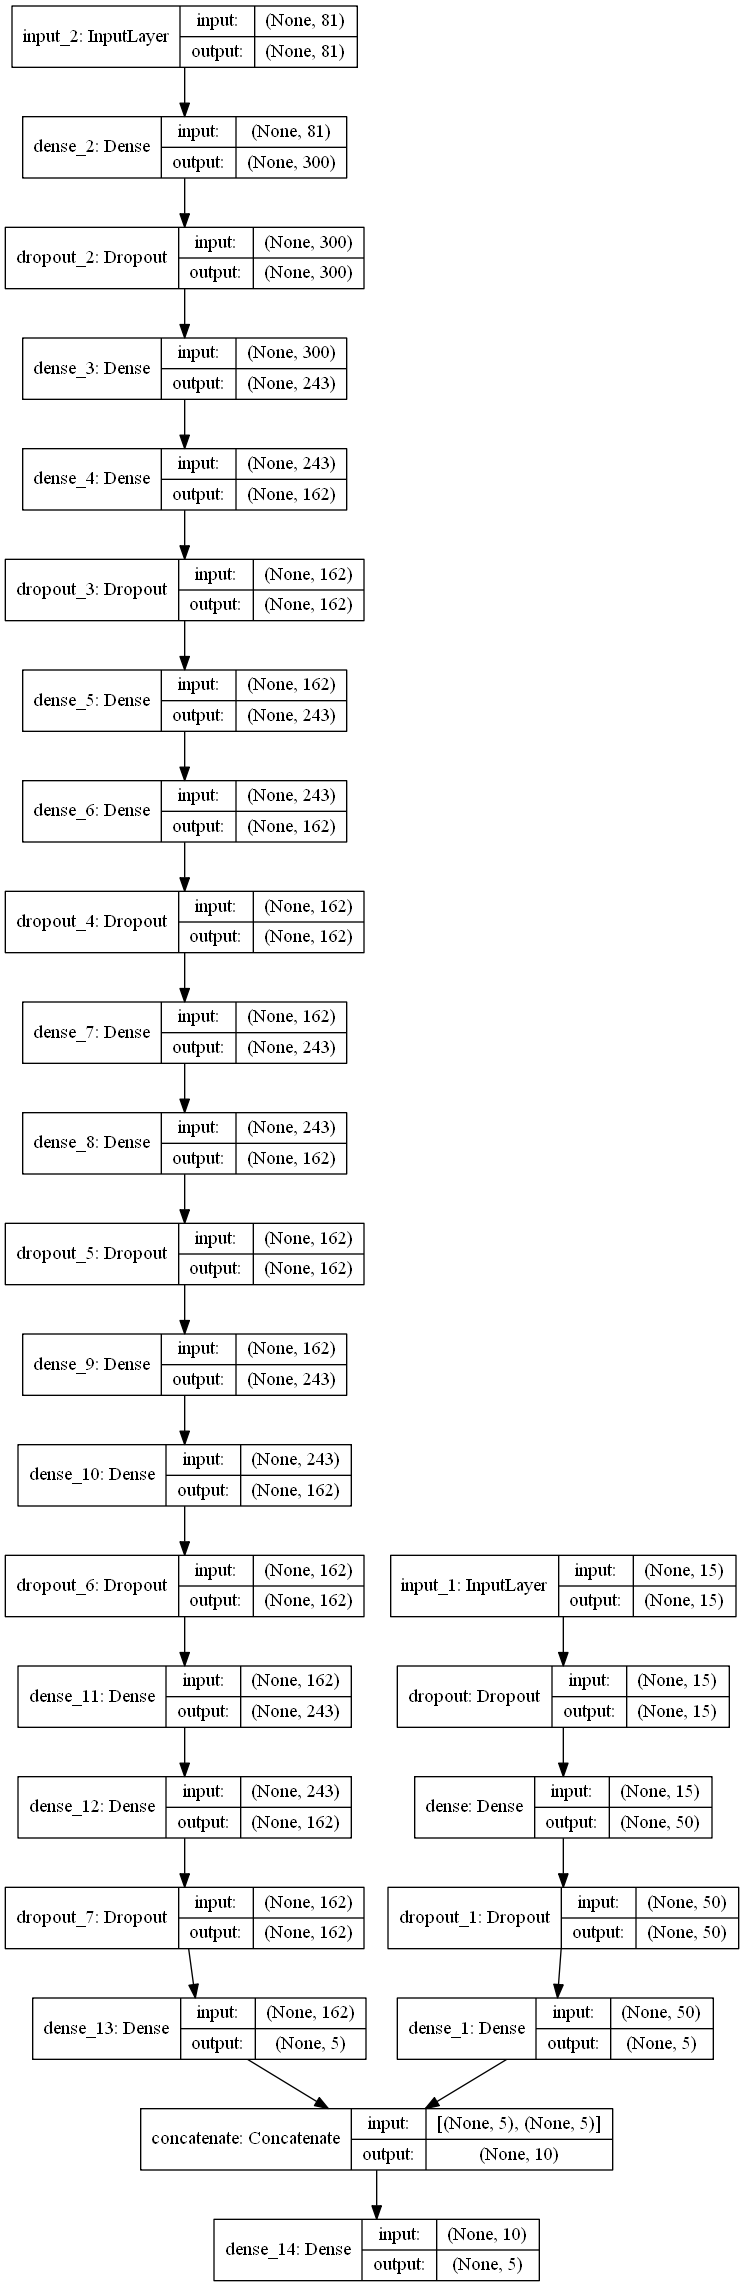 input_2: InputLayer
input: (None, 81)
output: (None, 81)
dense_2: Dense
input: (None, 81)
output: (None, 300)
dropout_2: Dropout
input: (None, 300)
output: (None, 300)
dense_3: Dense
input: (None, 300)
output: (None, 243)
dense_4: Dense
input: (None, 243)
output: (None, 162)
dropout_3: Dropout
input: (None, 162)
output: (None, 162)
dense_5: Dense
input: (None, 162)
output: (None, 243)
dense_6: Dense
input: (None, 243)
output: (None, 162)
dropout_4: Dropout
input: (None, 162)
output: (None, 162)
dense_7: Dense
input: (None, 162)
output: (None, 243)
dense_8: Dense
input: (None, 243)
output: (None, 162)
dropout_5: Dropout
input: (None, 162)
output: (None, 162)
dense_9: Dense
input: (None, 162)
output: (None, 243)
dense_10: Dense
input: (None, 243)
output: (None, 162)
dropout_6: Dropout
input: (None, 162)
output: (None, 162)
input_1: InputLayer
input: (None, 15)
output: (None, 15)
dense_11: Dense
input: (None, 162)
output: (None, 243)
dropout: Dropout
input: (None, 15)
output: (None, 15)
dense_12: Dense
input: (None, 243)
output: (None, 162)
dense: Dense
input: (None, 15)
output: (None, 50)
dropout_7: Dropout
input: (None, 162)
output: (None, 162)
dropout_1: Dropout
input: (None, 50)
output: (None, 50)
dense_13: Dense
input: (None, 162)
output: (None, 5)
dense_1: Dense
input: (None, 50)
output: (None, 5)
concatenate: Concatenate
input: [(None, 5), (None, 5)]
output: (None, 10)
dense_14: Dense
input: (None, 10)
output: (None, 5)